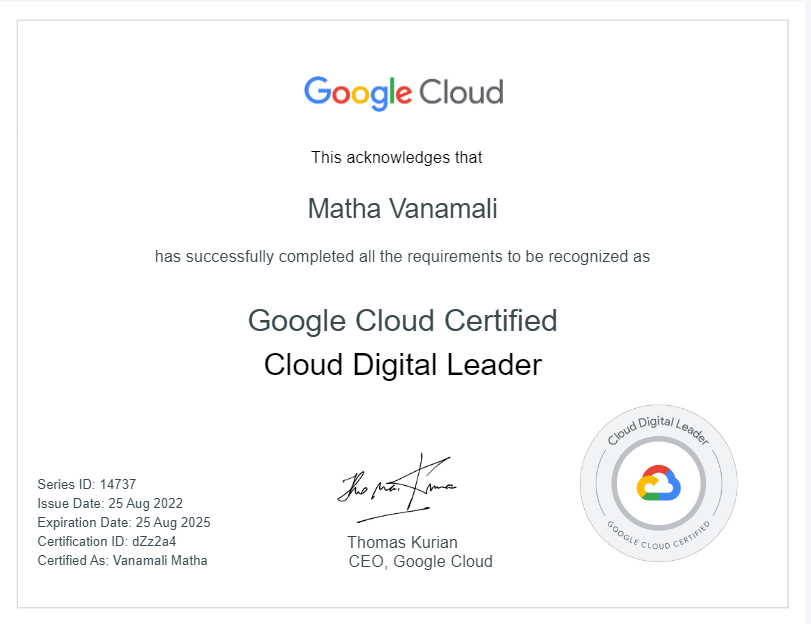 Google Cloud
This acknowledges that
Matha Vanamali
has successfully completed all the requirements to be recognized as
Google Cloud Certified
Cloud Digital Leader
Series ID: 14737
Issue Date: 25 Aug 2022
Expiration Date: 25 Aug 2025
Certification ID: dZz2a4
Certified As: Vanamali Matha
Thomas Kurian
CEO, Google Cloud
Cloud Digital Leader
GOOGLE CLOUD CERTIFIED